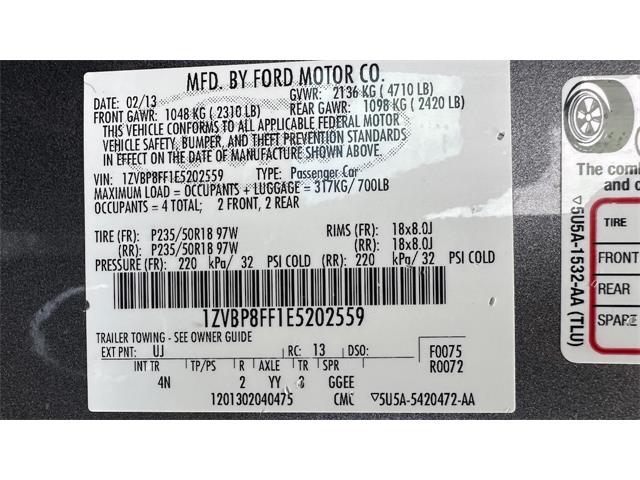 MFD. BY FORD MOTOR CO.
DATE: 02/13 GVWR: 2136 KG ( 4710 LB)
FRONT GAWR: 1048 KG ( 2310 LB) REAR GAWR: 1098 KG ( 2420 LB)
THIS VEHICLE CONFORMS TO ALL APPLICABLE FEDERAL MOTOR
VEHICLE SAFETY, BUMPER, AND THEFT PREVENTION STANDARDS
IN EFFECT ON THE DATE OF MANUFACTURE SHOWN ABOVE.
VIN: 1ZVBP8FF1E5202559 TYPE: Passenger Car
MAXIMUM LOAD = OCCUPANTS + LUGGAGE = 317KG/ 700LB
OCCUPANTS = 4 TOTAL; 2 FRONT, 2 REAR
TIRE (FR): P235/50R18 97W RIMS (FR): 18x8.0J
(RR): P235/50R18 97W (RR): 18x8.0J
PRESSURE (FR): 220 kPa/ 32 PSI COLD (RR): 220 kPa/ 32 PSI COLD
1ZVBP8FF1E5202559
TRAILER TOWING - SEE OWNER GUIDE
EXT PNT: UJ RC: 13 DSO: F0075
R0072
INT TR TP/PS R AXLE TR SPR
4N 2 YY GGEE
1201302040475 ▽5U5A-5420472-AA
The com
and
▽5U5A-1532-AA (TLU)
TIRE
FRONT
REAR